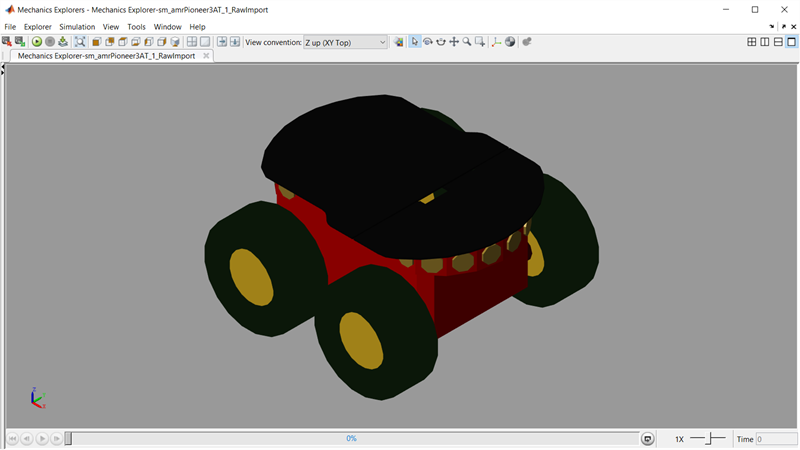 Mechanics Explorers - Mechanics Explorer-sm_amrPioneer3AT_1_RawImport
File Explorer Simulation View Tools Window Help
View convention: Z up (XY Top)
Mechanics Explorer-sm_amrPioneer3AT_1_RawImport
Z
Y
X
0%
1X
Time 0